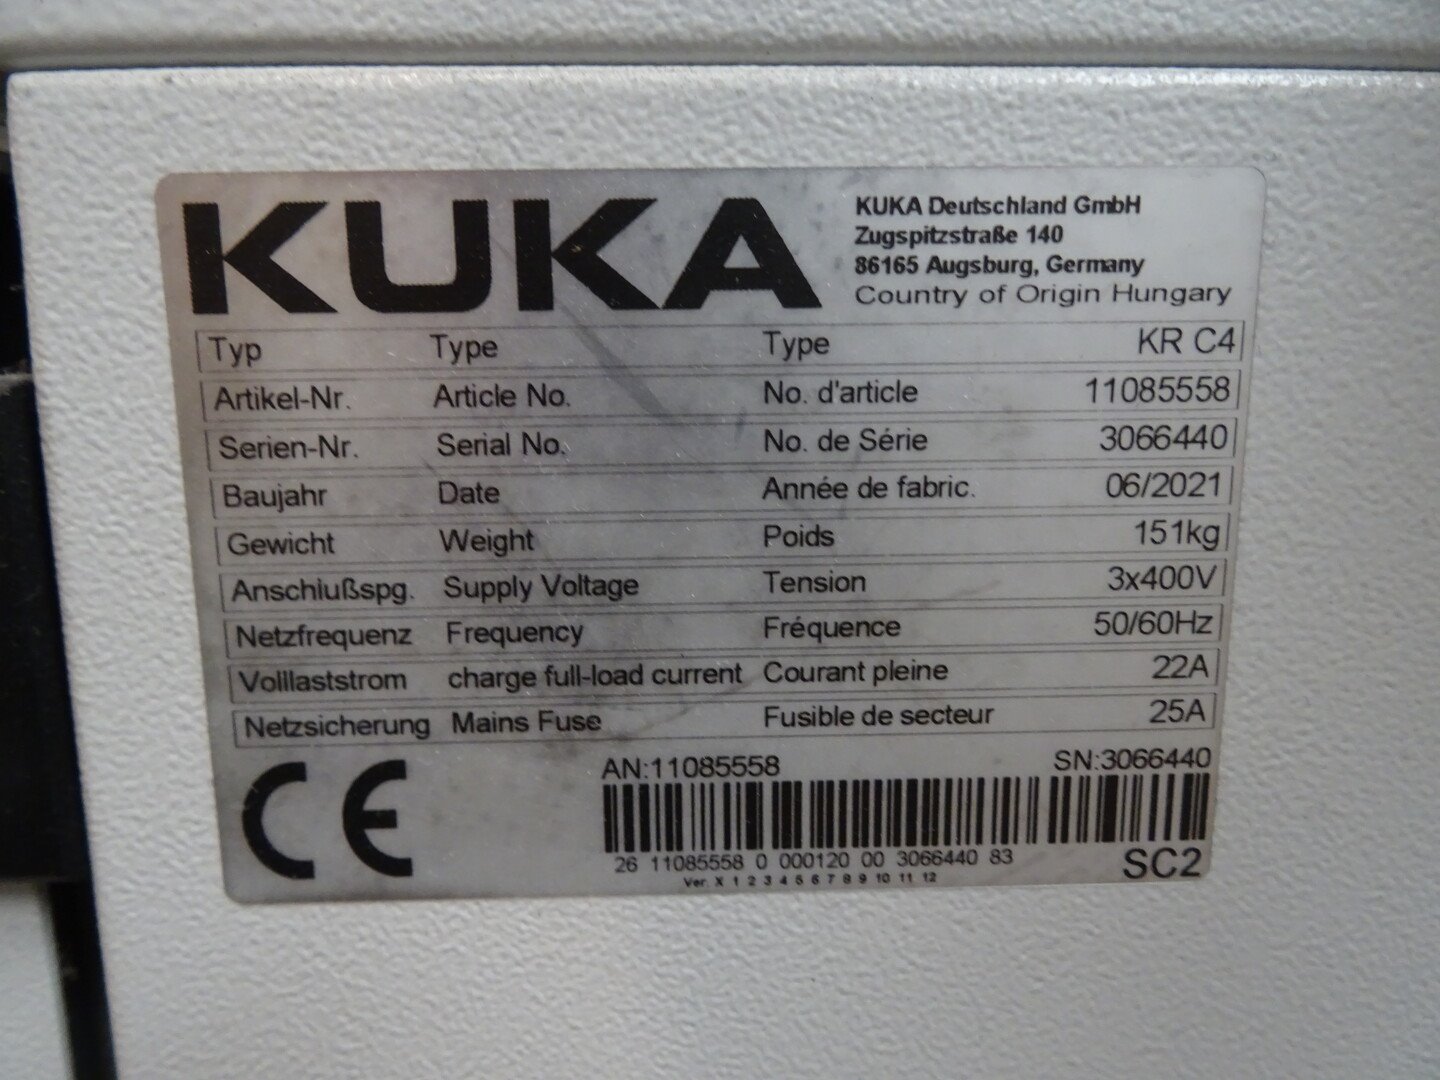 KUKA
KUKA Deutschland GmbH
Zugspitzstraße 140
86165 Augsburg, Germany
Country of Origin Hungary
Typ Type Type KR C4
Artikel-Nr. Article No. No. d'article 11085558
Serien-Nr. Serial No. No. de Série 3066440
Baujahr Date Année de fabric. 06/2021
Gewicht Weight Poids 151kg
Anschlußspg. Supply Voltage Tension 3x400V
Netzfrequenz Frequency Fréquence 50/60Hz
Volllaststrom charge full-load current Courant pleine 22A
Netzsicherung Mains Fuse Fusible de secteur 25A
CE
AN:11085558 SN:3066440
26 11085558 0 000120 00 3066440 83
Ver. X 1 2 3 4 5 6 7 8 9 10 11 12
SC2